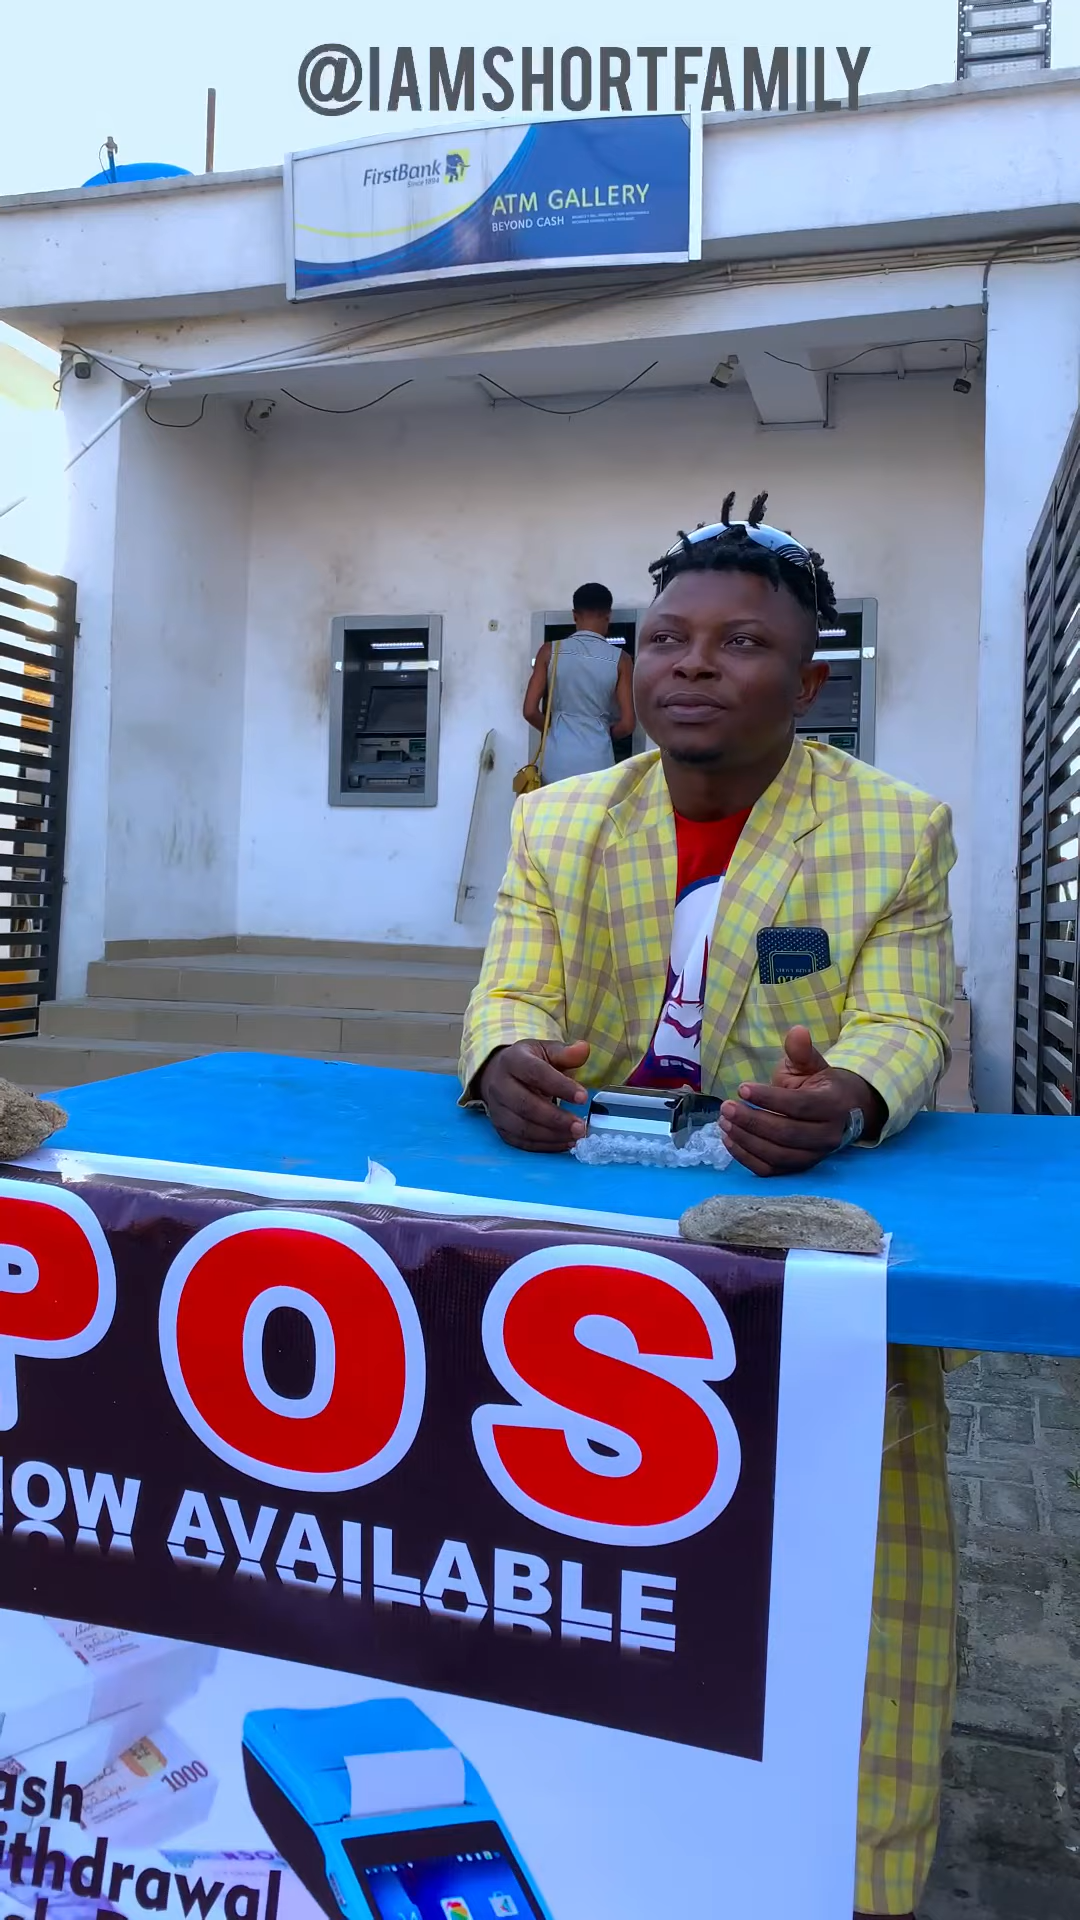 @IAMSHORTFAMILY
FirstBank
Since 1894
ATM GALLERY
BEYOND CASH
POS
NOW AVAILABLE
1000
ash
ithdrawal